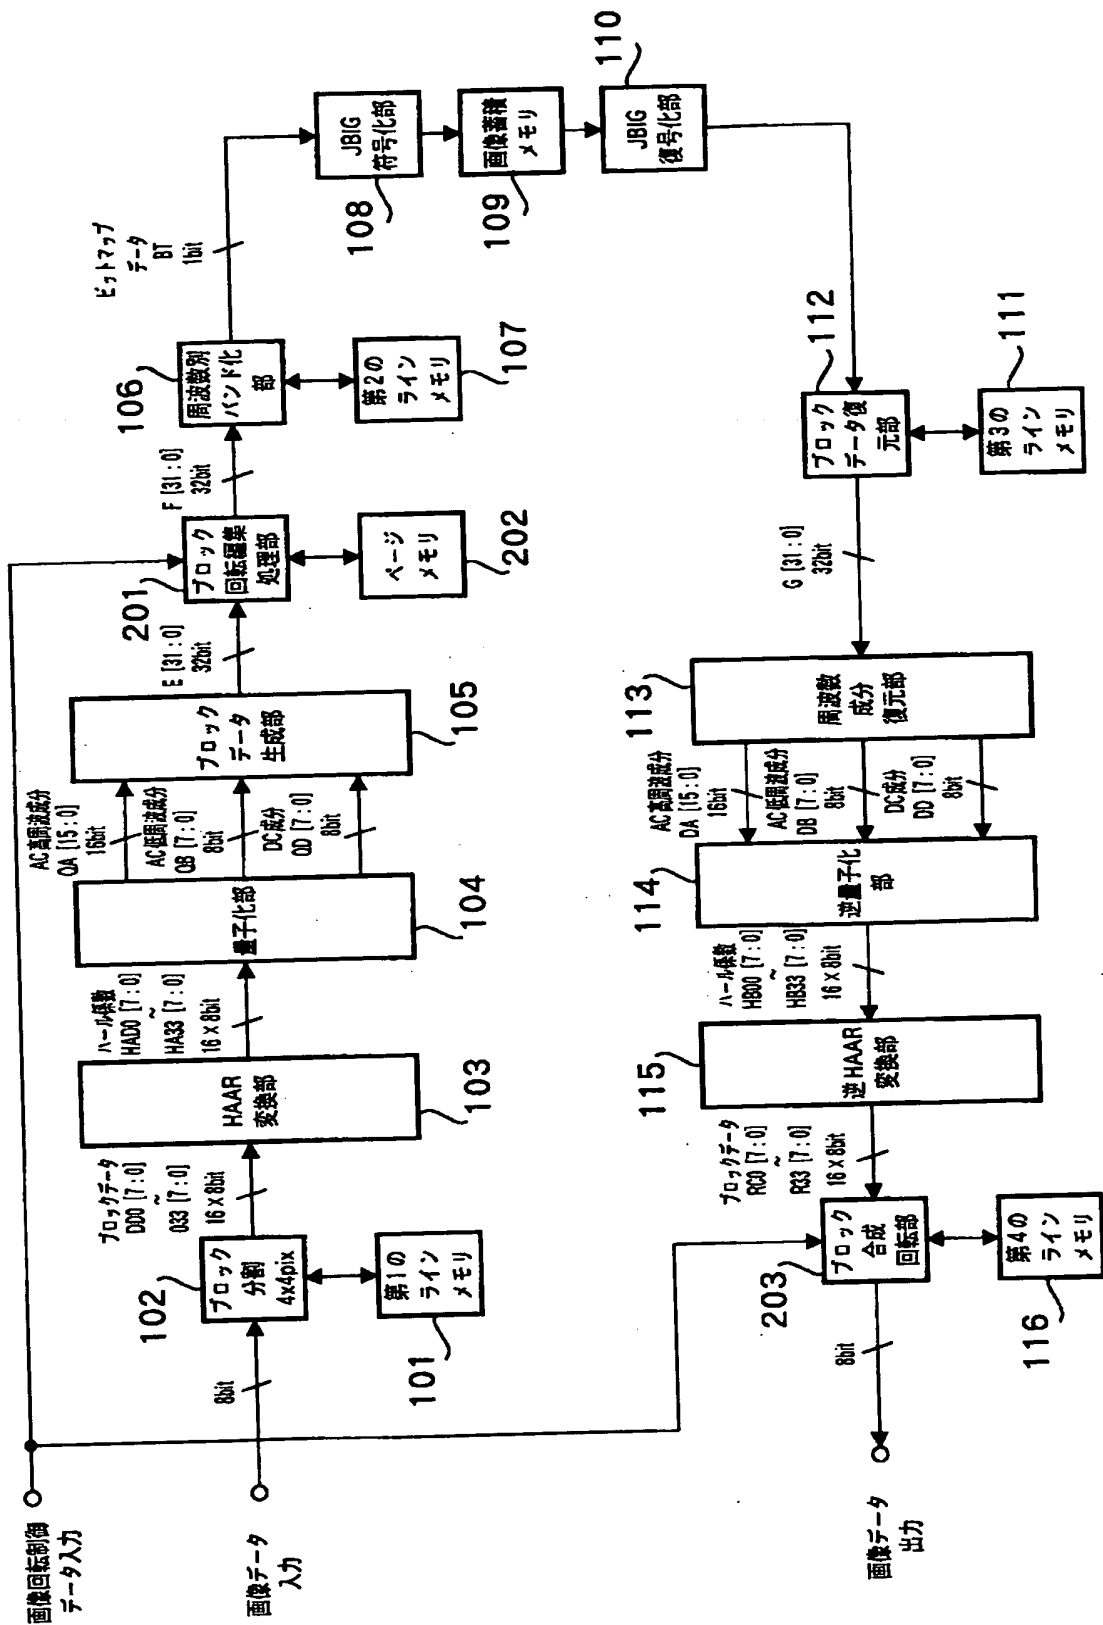 画像回転制御
データ入力
画像データ
入力
8bit
102
ブロック
分割
4x4pix
第1の
ライン
メモリ
101
ブロックデータ
DD0 [7:0]
~
033 [7:0]
16×8bit
HAAR
変換部
103
ハール係数
HAD0 [7:0]
~
HA33 [7:0]
16×8bit
量子化部
104
AC高周波成分
QA [15:0]
16bit
AC低周波成分
QB [7:0]
8bit
DC成分
QD [7:0]
8bit
ブロック
データ
生成部
105
E [31:0]
32bit
201
ブロック
回転編集
処理部
ページ
メモリ
202
F [31:0]
32bit
106
周波数別
バンド化
部
第2の
ライン
メモリ
107
ビットマップ
データ
BT
1bit
JBIG
符号化部
108
画像蓄積
メモリ
109
JBIG
復号化部
110
112
ブロック
データ復
元部
第3の
ライン
メモリ
111
G [31:0]
32bit
113
周波数
成分
復元部
AC高周波成分
DA [15:0]
16bit
AC低周波成分
DB [7:0]
8bit
DC成分
DD [7:0]
8bit
114
逆量子化
部
ハール係数
HB00 [7:0]
~
HB33 [7:0]
16×8bit
115
逆HAAR
変換部
ブロックデータ
RC0 [7:0]
~
R33 [7:0]
16×8bit
203
ブロック
合成
回転部
第4の
ライン
メモリ
116
8bit
画像データ
出力